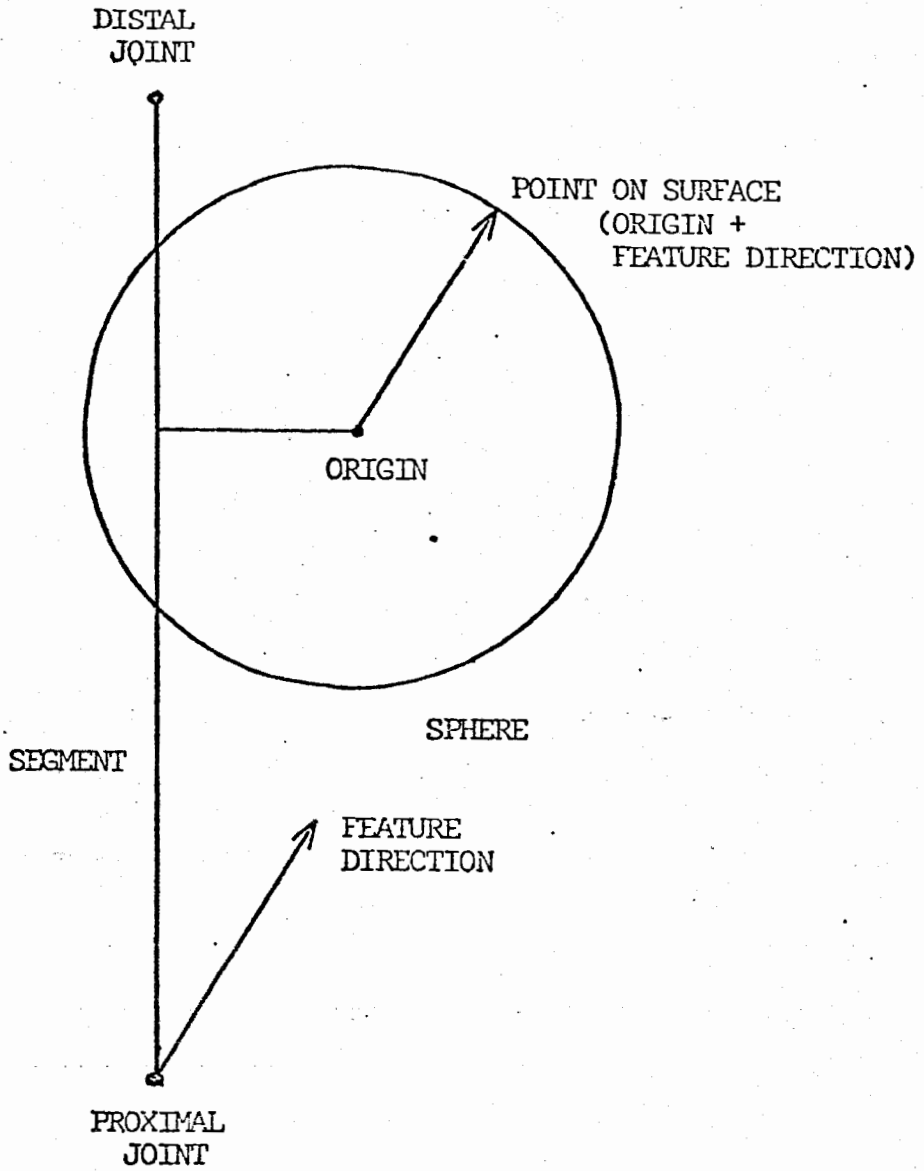 DISTAL
JOINT
POINT ON SURFACE
(ORIGIN +
FEATURE DIRECTION)
ORIGIN
SPHERE
SEGMENT
FEATURE
DIRECTION
PROXIMAL
JOINT